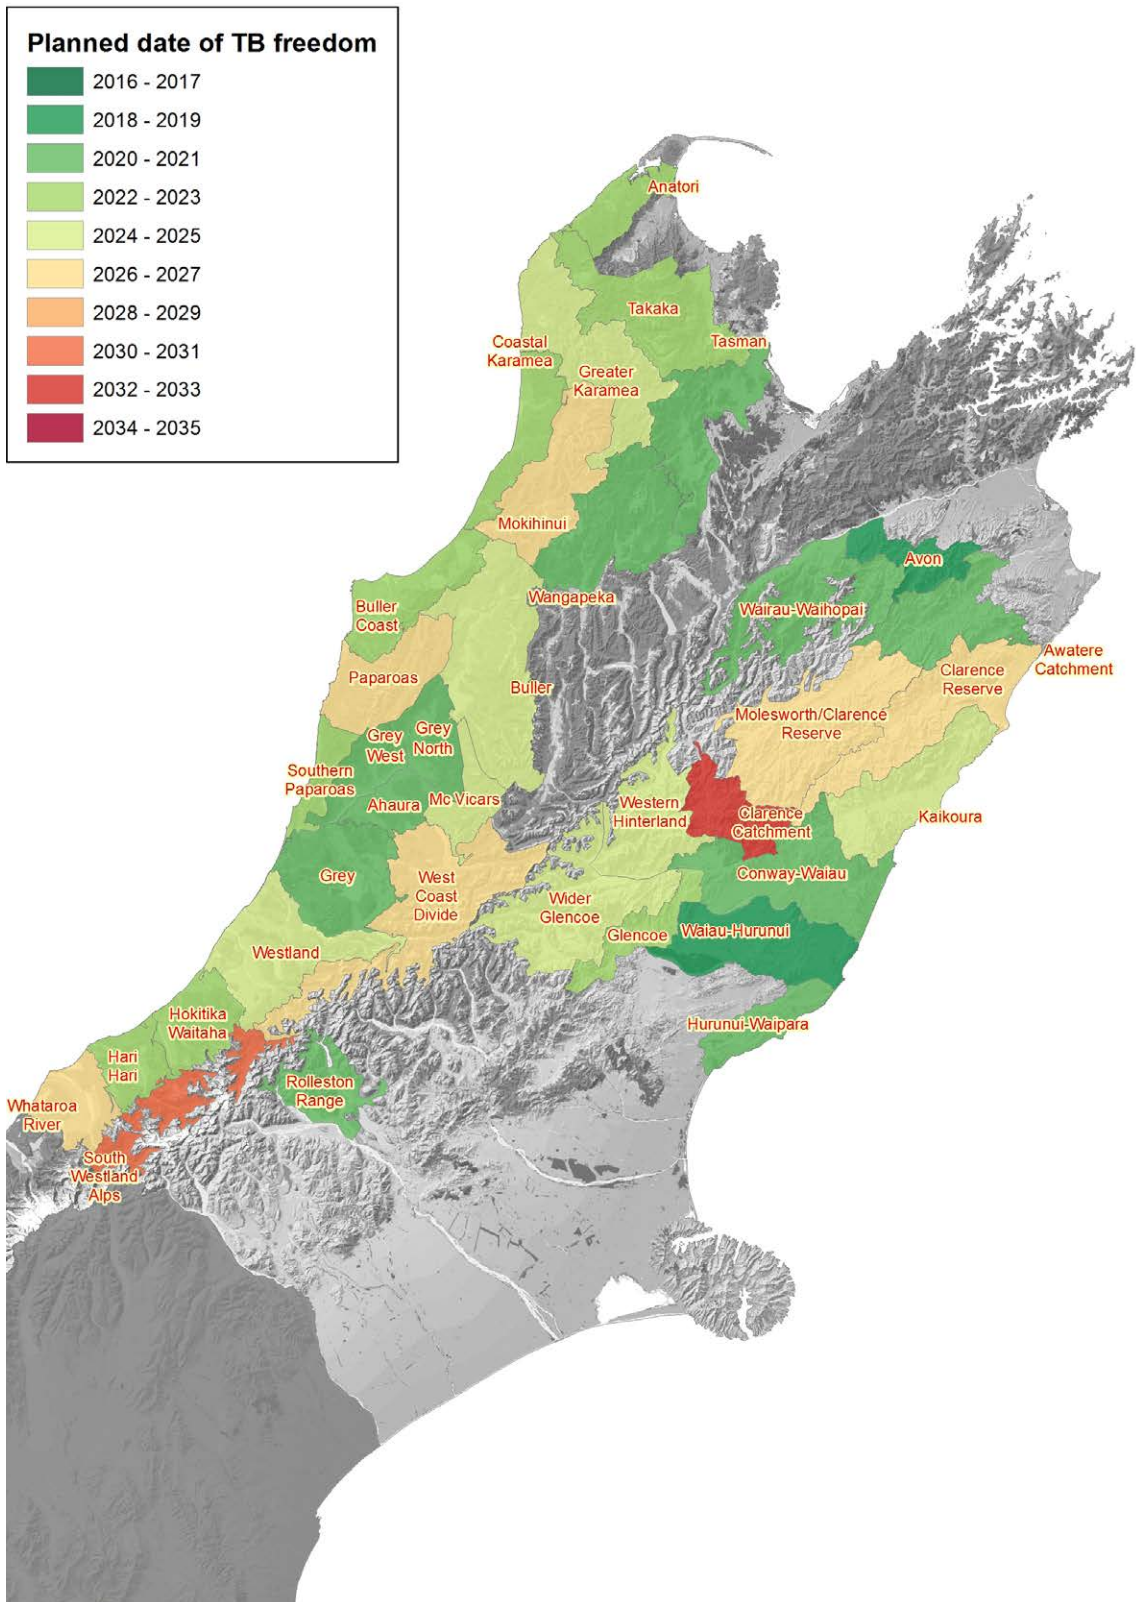 Planned date of TB freedom
2016 - 2017
2018 - 2019
2020 - 2021
2022 - 2023
2024 - 2025
2026 - 2027
2028 - 2029
2030 - 2031
2032 - 2033
2034 - 2035
Anatori
Takaka
Tasman
Coastal
Karamea
Greater
Karamea
Mokihinui
Avon
Wangapeka
Wairau-Waihopai
Buller
Coast
Awatere
Catchment
Clarence
Reserve
Paparoas
Buller
Molesworth/Clarence
Reserve
Grey
West
Grey
North
Southern
Paparoas
Ahaura
Mc Vicars
Western
Hinterland
Clarence
Catchment
Kaikoura
Grey
West
Coast
Divide
Conway-Waiau
Wider
Glencoe
Glencoe
Waiau-Hurunui
Westland
Hokitika
Waitaha
Hurunui-Waipara
Hari
Hari
Rolleston
Range
Whataroa
River
South
Westland
Alps